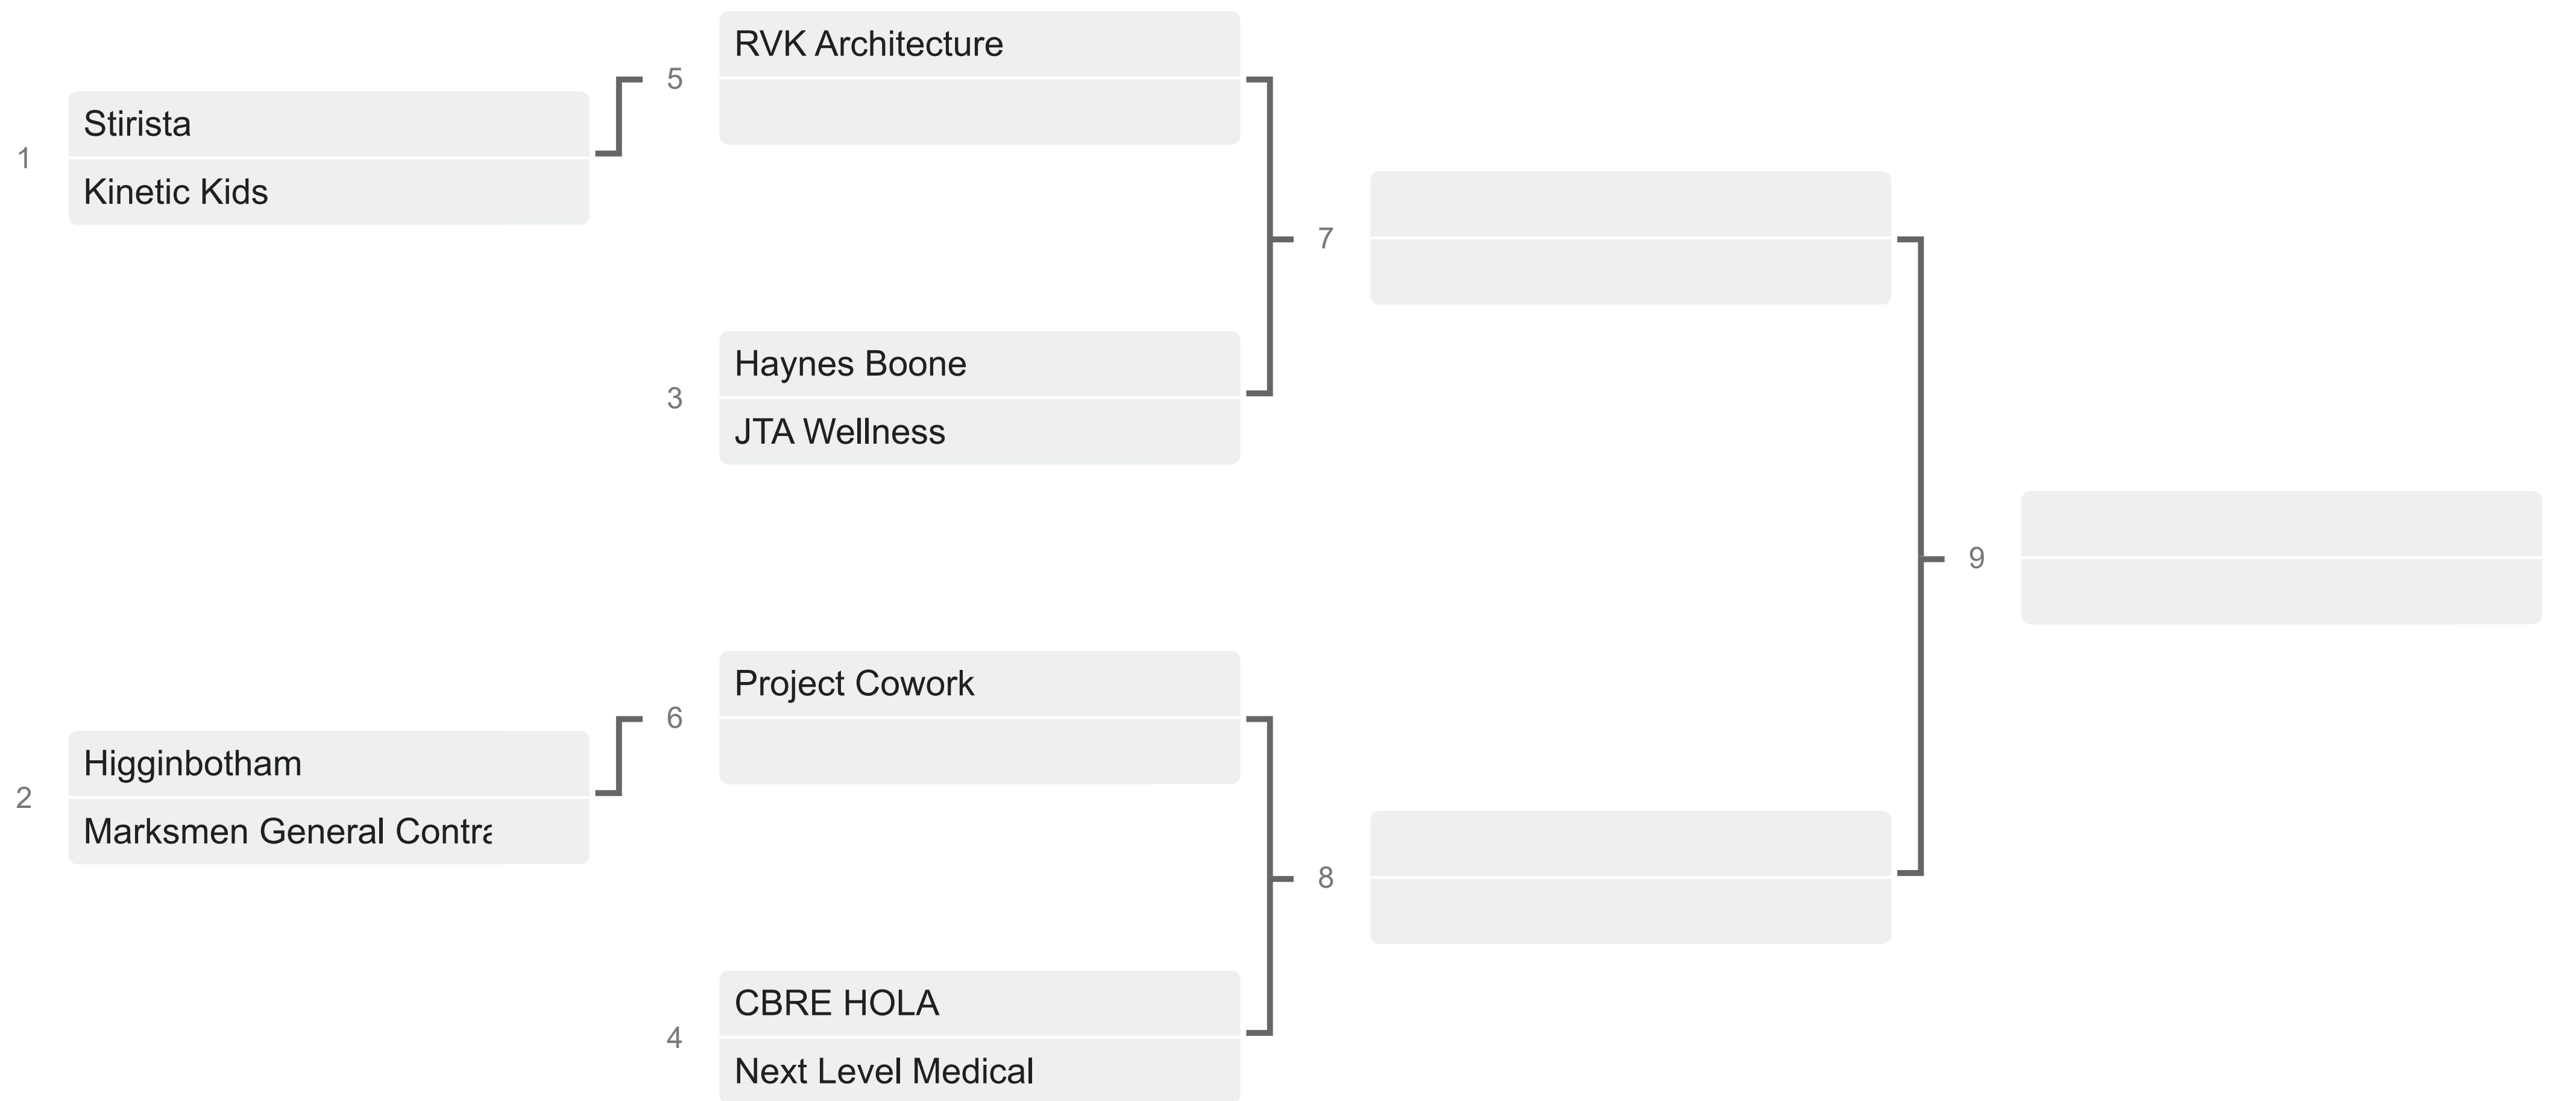 1
Stirista
Kinetic Kids
2
Higginbotham
Marksmen General
5
RVK Architecture
3
Haynes Boone
JTA Wellness
6
Project Cowork
4
CBRE HOLA
Next Level Medical
7
8
9